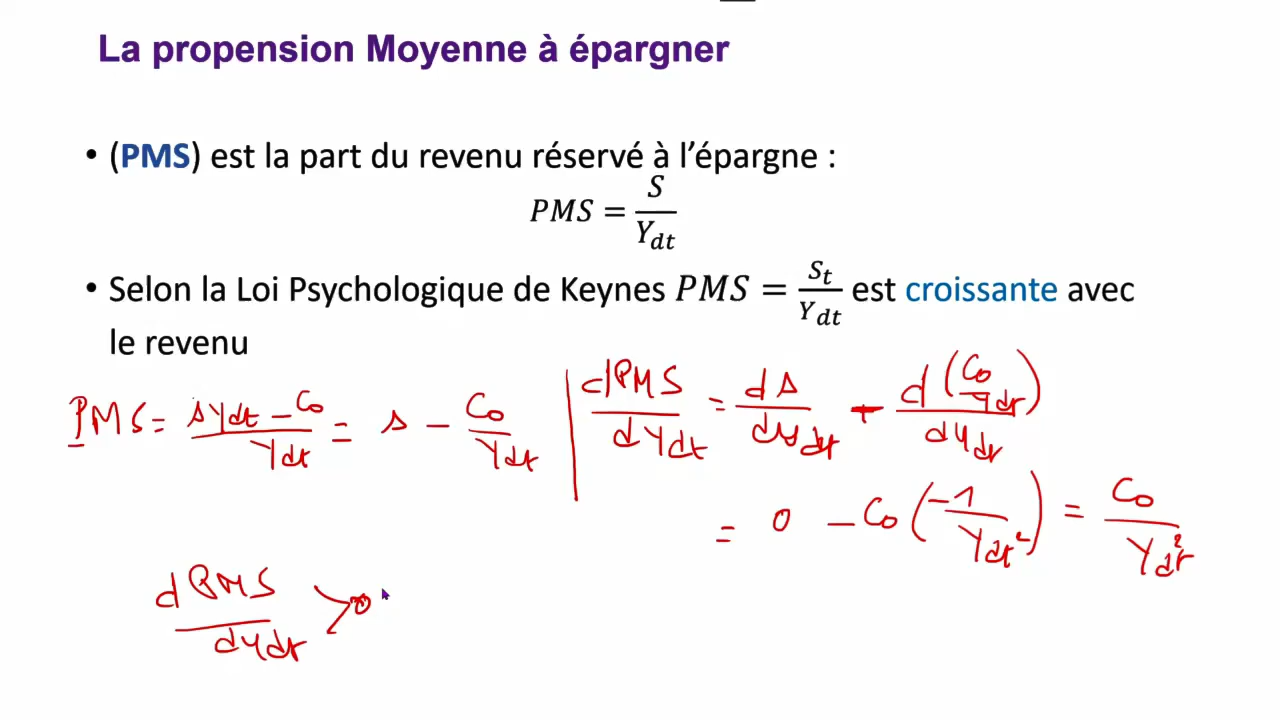 La propension Moyenne à épargner
• (PMS) est la part du revenu réservé à l’épargne :
PMS = S / Y_dt
• Selon la Loi Psychologique de Keynes PMS = S_t / Y_dt est croissante avec
le revenu
PMS = (s Y_dt − C_0) / Y_dt = s − C_0 / Y_dt | dPMS / dY_dt = ds / dY_dt − d(C_0 / Y_dt) / dY_dt
= 0 − C_0 (−1 / Y_dt²) = C_0 / Y_dt²
dPMS / dY_dt > 0